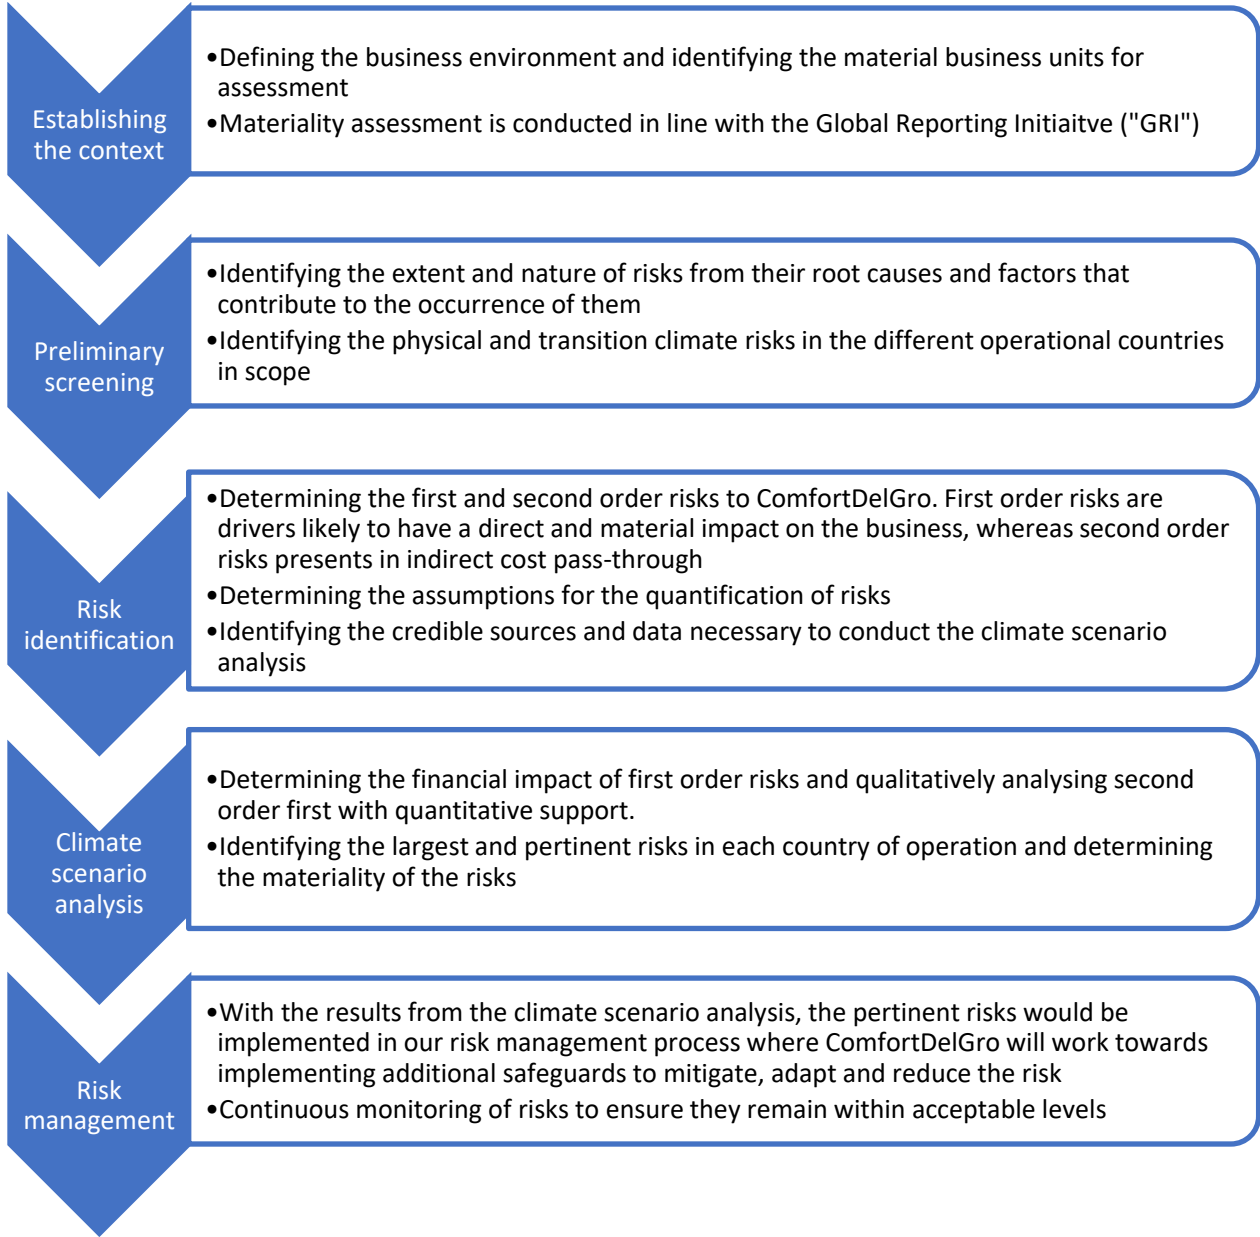 Establishing
the context
•Defining the business environment and identifying the material business units for
assessment
•Materiality assessment is conducted in line with the Global Reporting Initiaitve ("GRI")
Preliminary
screening
•Identifying the extent and nature of risks from their root causes and factors that
contribute to the occurrence of them
•Identifying the physical and transition climate risks in the different operational countries
in scope
Risk
identification
•Determining the first and second order risks to ComfortDelGro. First order risks are
drivers likely to have a direct and material impact on the business, whereas second order
risks presents in indirect cost pass-through
•Determining the assumptions for the quantification of risks
•Identifying the credible sources and data necessary to conduct the climate scenario
analysis
Climate
scenario
analysis
•Determining the financial impact of first order risks and qualitatively analysing second
order first with quantitative support.
•Identifying the largest and pertinent risks in each country of operation and determining
the materiality of the risks
Risk
management
•With the results from the climate scenario analysis, the pertinent risks would be
implemented in our risk management process where ComfortDelGro will work towards
implementing additional safeguards to mitigate, adapt and reduce the risk
•Continuous monitoring of risks to ensure they remain within acceptable levels